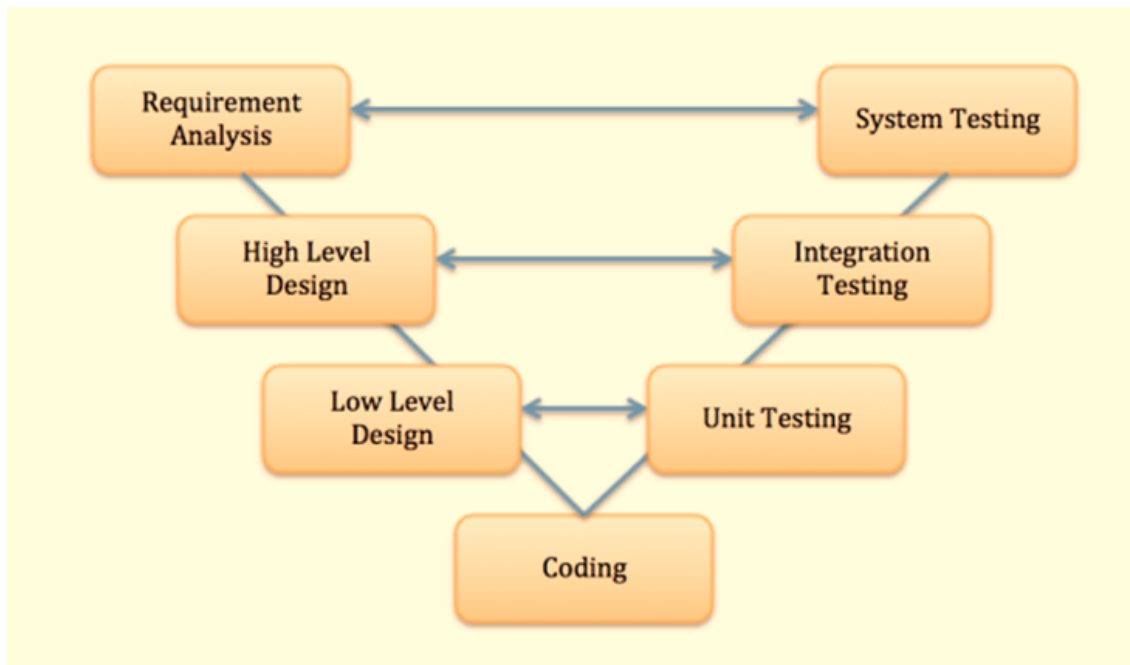 Requirement
Analysis
System Testing
High Level
Design
Integration
Testing
Low Level
Design
Unit Testing
Coding